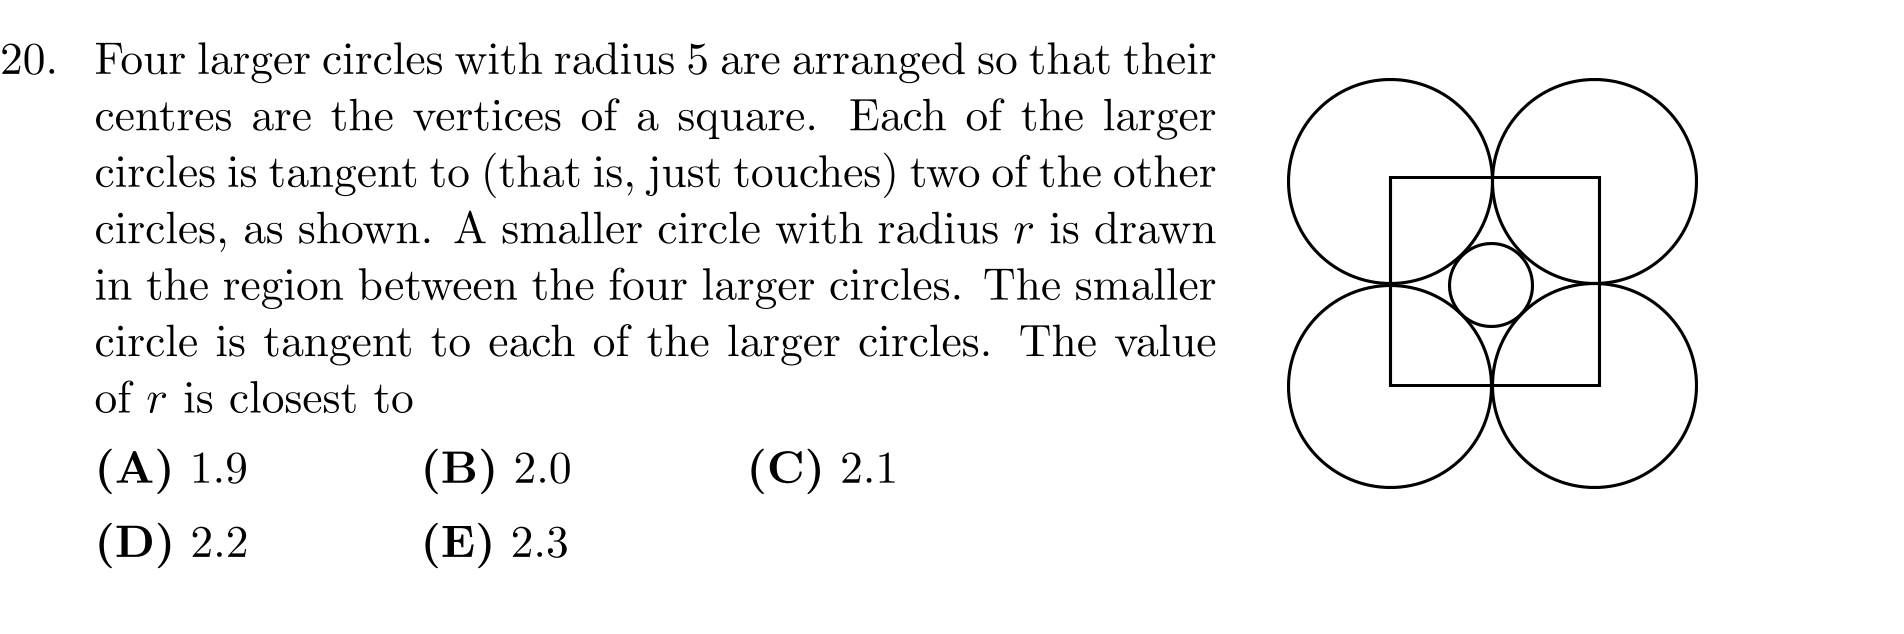 20. Four larger circles with radius 5 are arranged so that their
centres are the vertices of a square. Each of the larger
circles is tangent to (that is, just touches) two of the other
circles, as shown. A smaller circle with radius r is drawn
in the region between the four larger circles. The smaller
circle is tangent to each of the larger circles. The value
of r is closest to
(A) 1.9 (B) 2.0 (C) 2.1
(D) 2.2 (E) 2.3